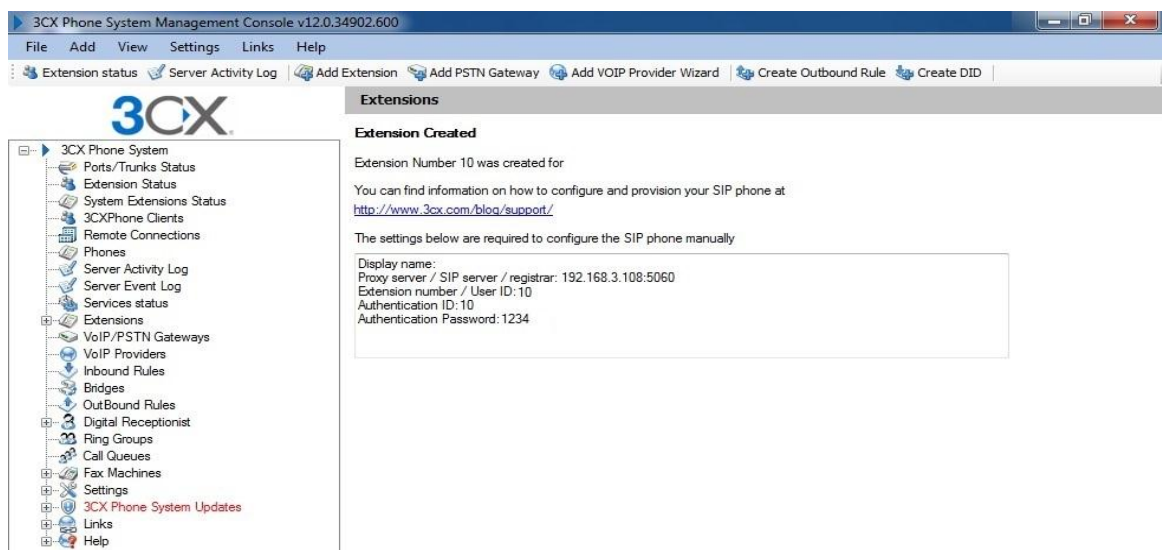 3CX Phone System Management Console v12.0.34902.600
File Add View Settings Links Help
Extension status Server Activity Log Add Extension Add PSTN Gateway Add VOIP Provider Wizard Create Outbound Rule Create DID
3CX
3CX Phone System
Ports/Trunks Status
Extension Status
System Extensions Status
3CXPhone Clients
Remote Connections
Phones
Server Activity Log
Server Event Log
Services status
Extensions
VoIP/PSTN Gateways
VoIP Providers
Inbound Rules
Bridges
OutBound Rules
Digital Receptionist
Ring Groups
Call Queues
Fax Machines
Settings
3CX Phone System Updates
Links
Help
Extensions
Extension Created
Extension Number 10 was created for
You can find information on how to configure and provision your SIP phone at
http://www.3cx.com/blog/support/
The settings below are required to configure the SIP phone manually
Display name:
Proxy server / SIP server / registrar: 192.168.3.108:5060
Extension number / User ID:10
Authentication ID:10
Authentication Password:1234